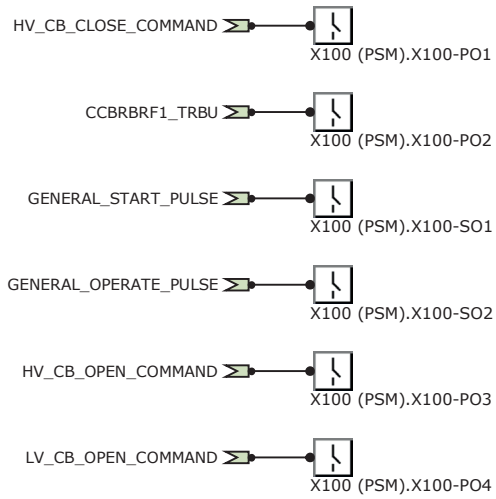 HV_CB_CLOSE_COMMAND
X100 (PSM).X100-PO1
CCBRBRF1_TRBU
X100 (PSM).X100-PO2
GENERAL_START_PULSE
X100 (PSM).X100-SO1
GENERAL_OPERATE_PULSE
X100 (PSM).X100-SO2
HV_CB_OPEN_COMMAND
X100 (PSM).X100-PO3
LV_CB_OPEN_COMMAND
X100 (PSM).X100-PO4